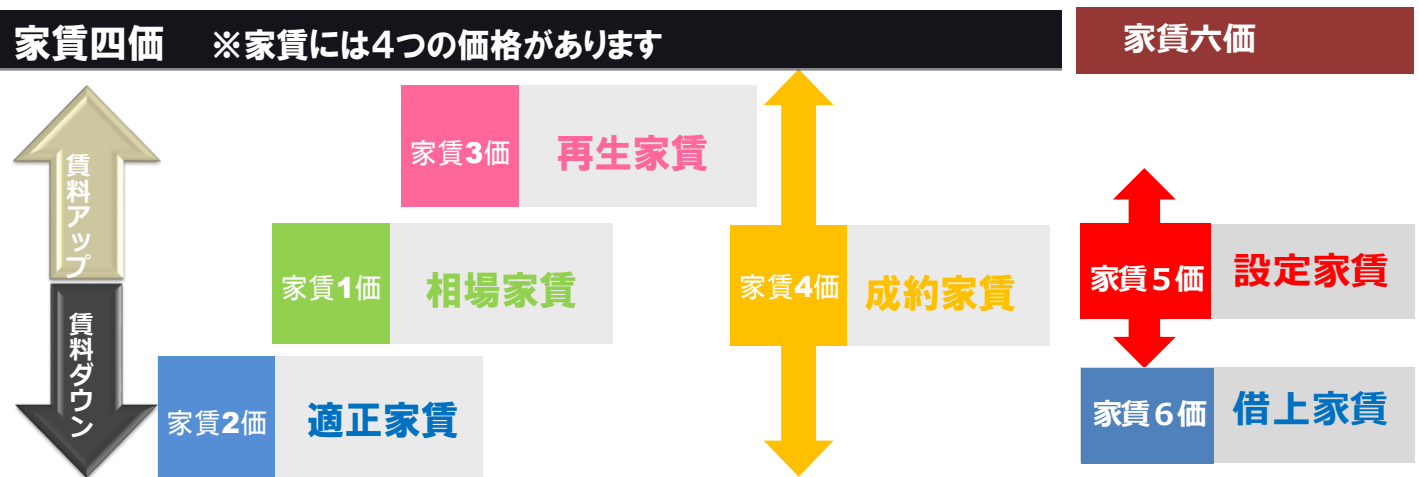 家賃四価 ※家賃には4つの価格があります
家賃六価
賃料アップ
賃料ダウン
家賃3価 再生家賃
家賃1価 相場家賃
家賃2価 適正家賃
家賃4価 成約家賃
家賃５価 設定家賃
家賃６価 借上家賃